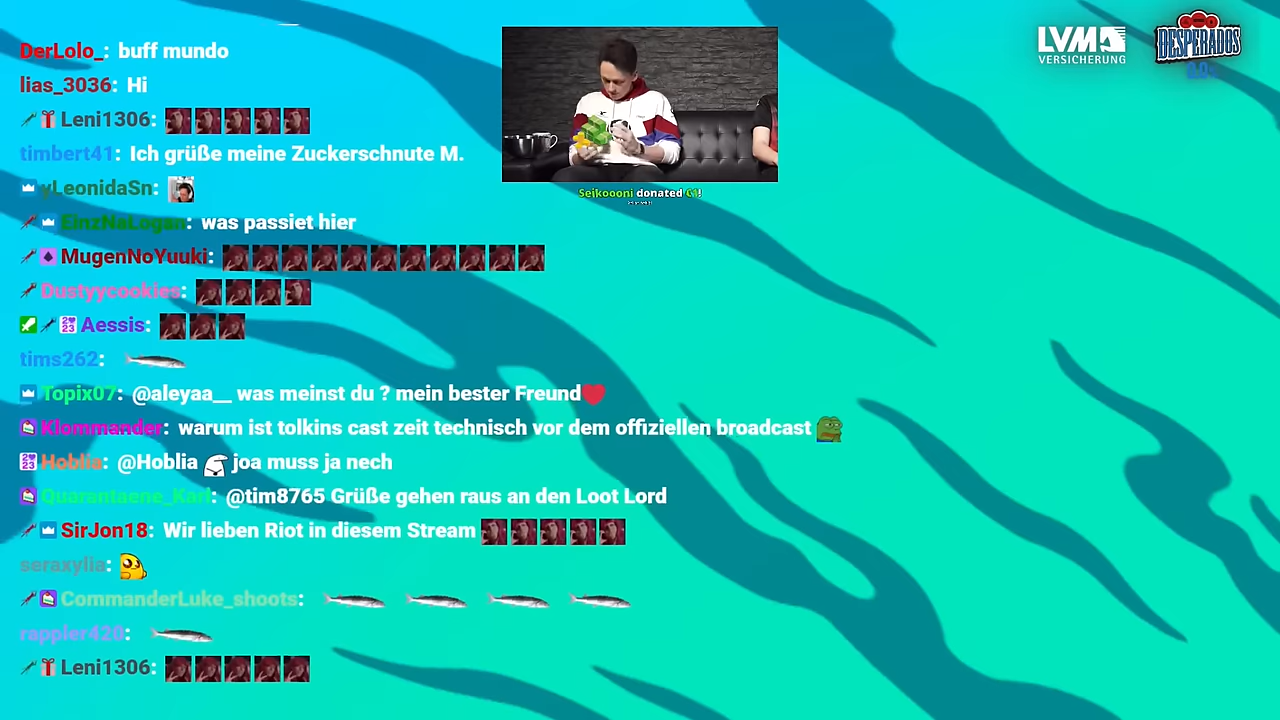 DerLolo_: buff mundo
lias_3036: Hi
Leni1306:
timbert41: Ich grüße meine Zuckerschnute M.
yLeonidaSn:
EinzNaLogan: was passiet hier
MugenNoYuuki:
Dustyycookies:
Aessis:
tims262:
Topix07: @aleyaa__ was meinst du ? mein bester Freund
Klommander: warum ist tolkins cast zeit technisch vor dem offiziellen broadcast
Hoblia: @Hoblia joa muss ja nech
Quarantaene_Karl: @tim8765 Grüße gehen raus an den Loot Lord
SirJon18: Wir lieben Riot in diesem Stream
seraxylia:
CommanderLuke_shoots:
rappler420:
Leni1306:
Seikoooni donated €1!
LVM
VERSICHERUNG
DESPERADOS